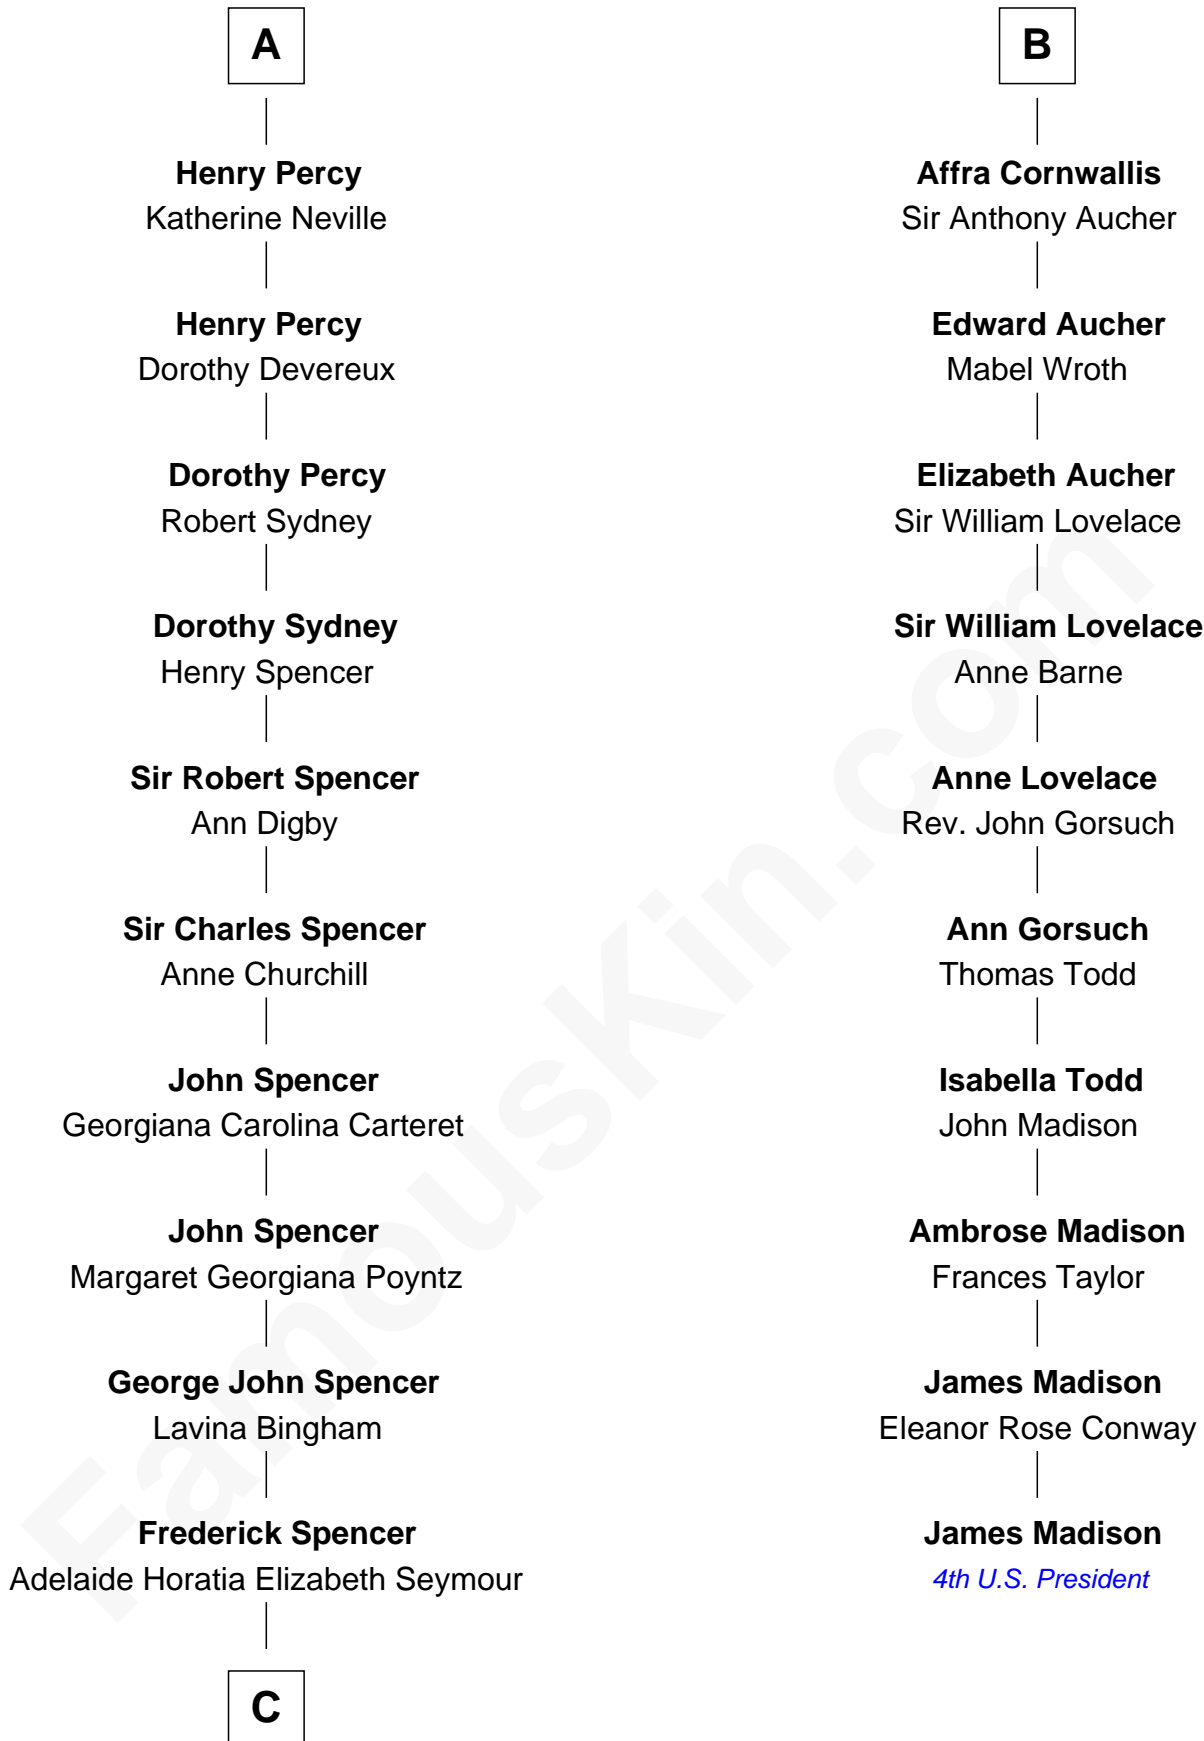 A
Henry Percy
Katherine Neville
Henry Percy
Dorothy Devereux
Dorothy Percy
Robert Sydney
Dorothy Sydney
Henry Spencer
Sir Robert Spencer
Ann Digby
Sir Charles Spencer
Anne Churchill
John Spencer
Georgiana Carolina Carteret
John Spencer
Margaret Georgiana Poyntz
George John Spencer
Lavina Bingham
Frederick Spencer
Adelaide Horatia Elizabeth Seymour
C
B
Affra Cornwallis
Sir Anthony Aucher
Edward Aucher
Mabel Wroth
Elizabeth Aucher
Sir William Lovelace
Sir William Lovelace
Anne Barne
Anne Lovelace
Rev. John Gorsuch
Ann Gorsuch
Thomas Todd
Isabella Todd
John Madison
Ambrose Madison
Frances Taylor
James Madison
Eleanor Rose Conway
James Madison
4th U.S. President
FamousKin.com